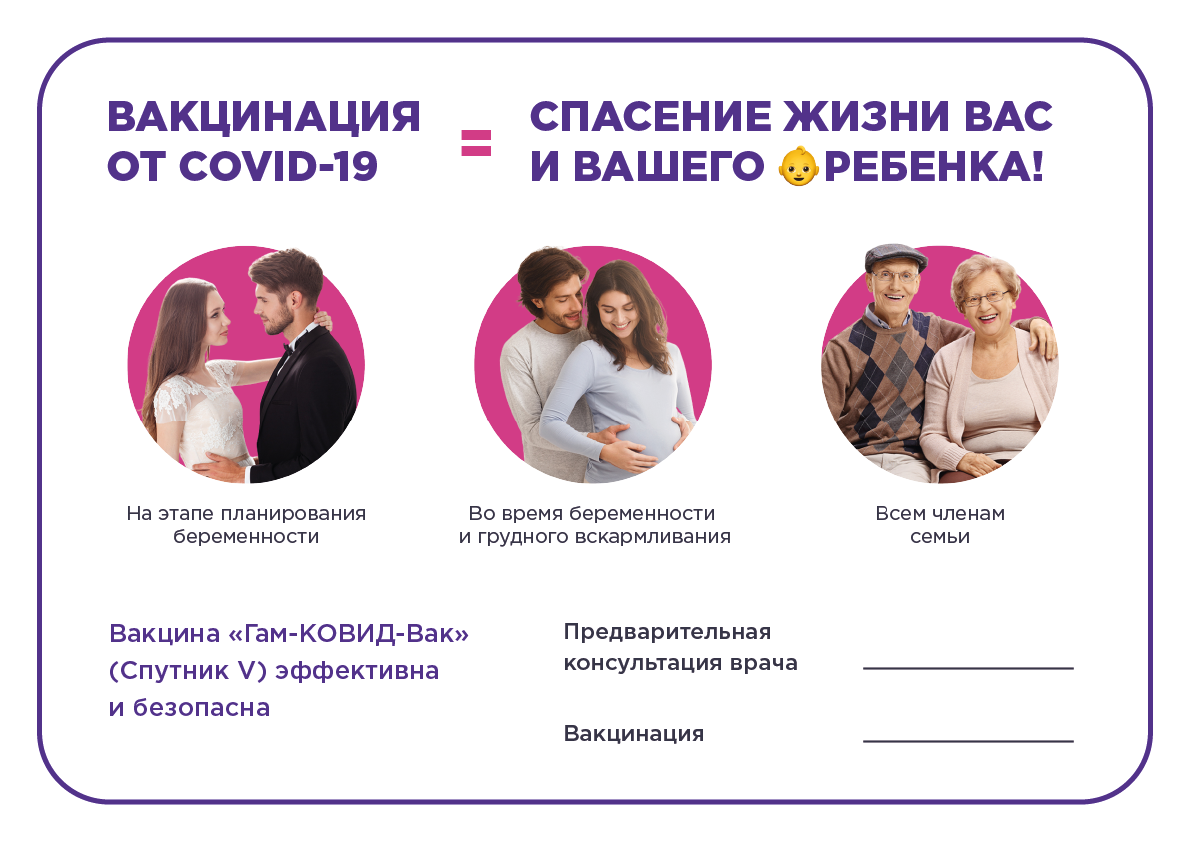 ВАКЦИНАЦИЯ
ОТ COVID-19
=
СПАСЕНИЕ ЖИЗНИ ВАС
И ВАШЕГО 👶РЕБЕНКА!
На этапе планирования
беременности
Во время беременности
и грудного вскармливания
Всем членам
семьи
Вакцина «Гам-КОВИД-Вак»
(Спутник V) эффективна
и безопасна
Предварительная
консультация врача
Вакцинация